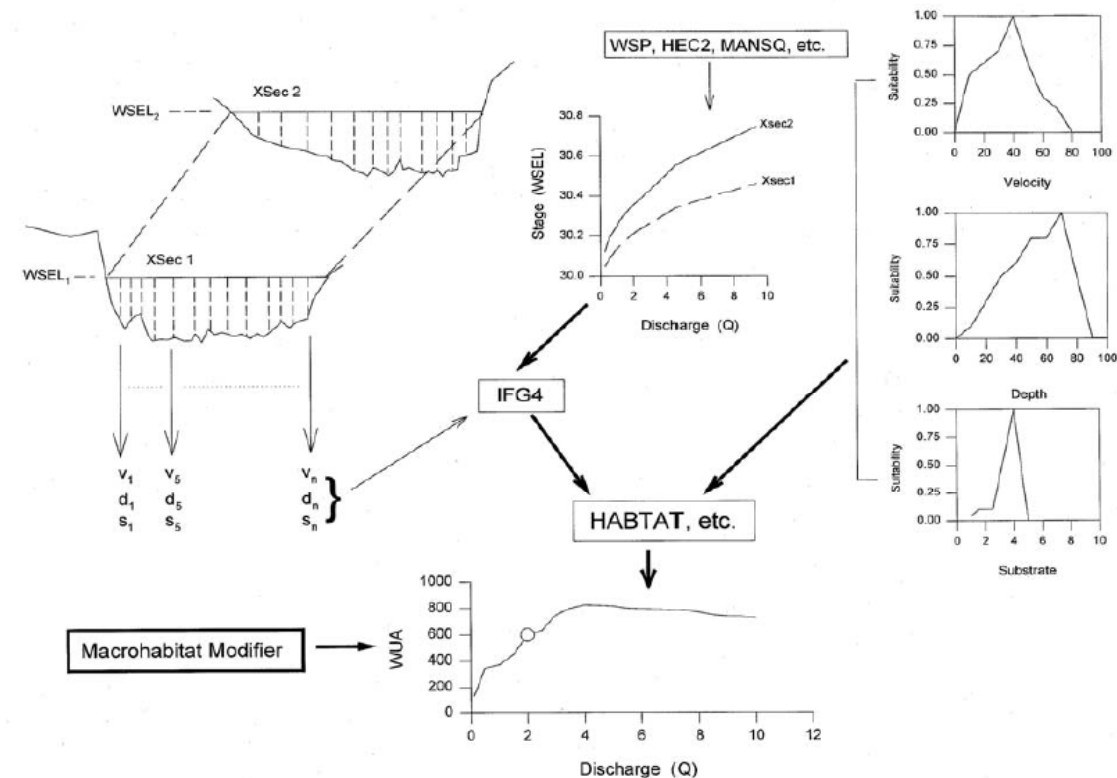 WSP, HEC2, MANSQ, etc.
XSec 2
WSEL2
XSec 1
WSEL1
v1 v5 vn
d1 d5 dn
s1 s5 sn
}
30.8
30.6
30.4
30.2
30.0
Stage (WSEL)
Xsec2
Xsec1
0 2 4 6 8 10
Discharge (Q)
IFG4
HABTAT, etc.
Macrohabitat Modifier
1000
800
600
400
200
0
WUA
0 2 4 6 8 10 12
Discharge (Q)
1.00
0.75
0.50
0.25
0.00
Suitability
0 20 40 60 80 100
Velocity
1.00
0.75
0.50
0.25
0.00
Suitability
0 20 40 60 80 100
Depth
1.00
0.75
0.50
0.25
0.00
Suitability
0 2 4 6 8 10
Substrate